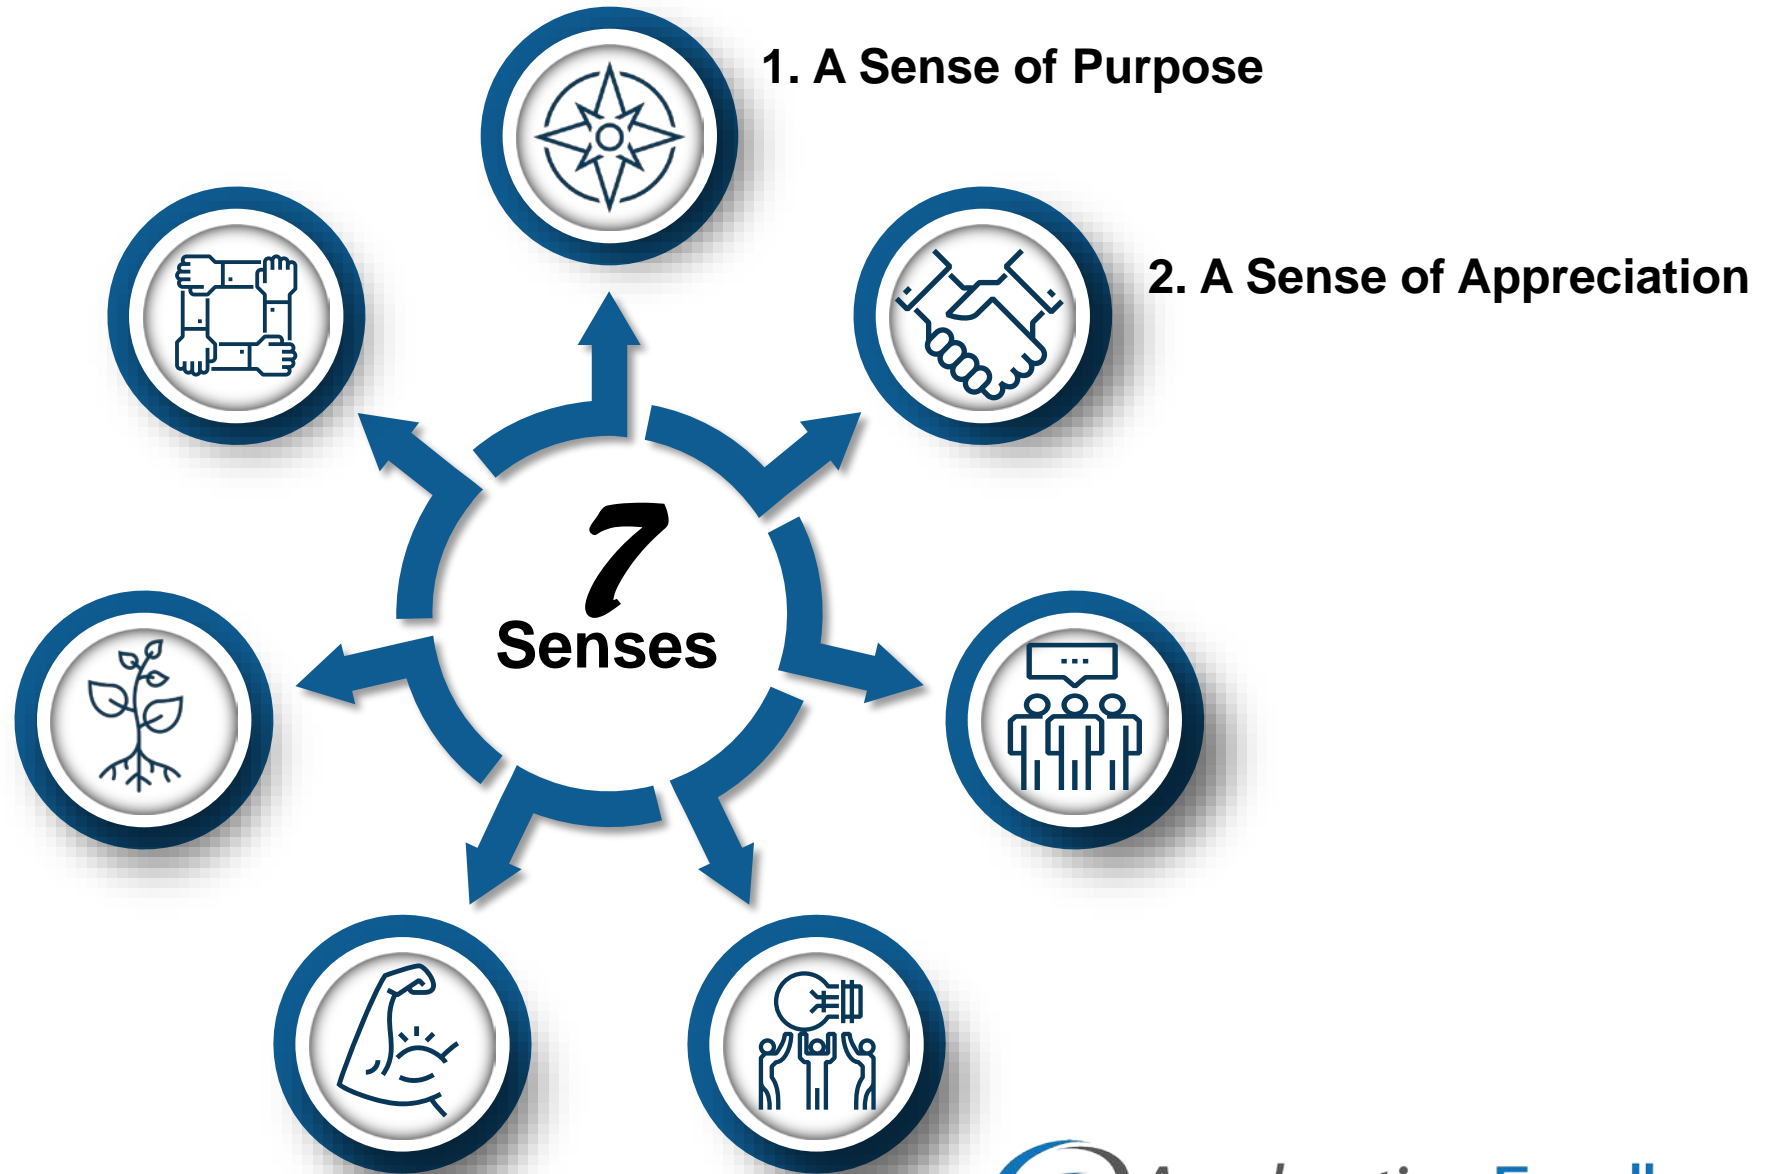 1. A Sense of Purpose
2. A Sense of Appreciation
7
Senses